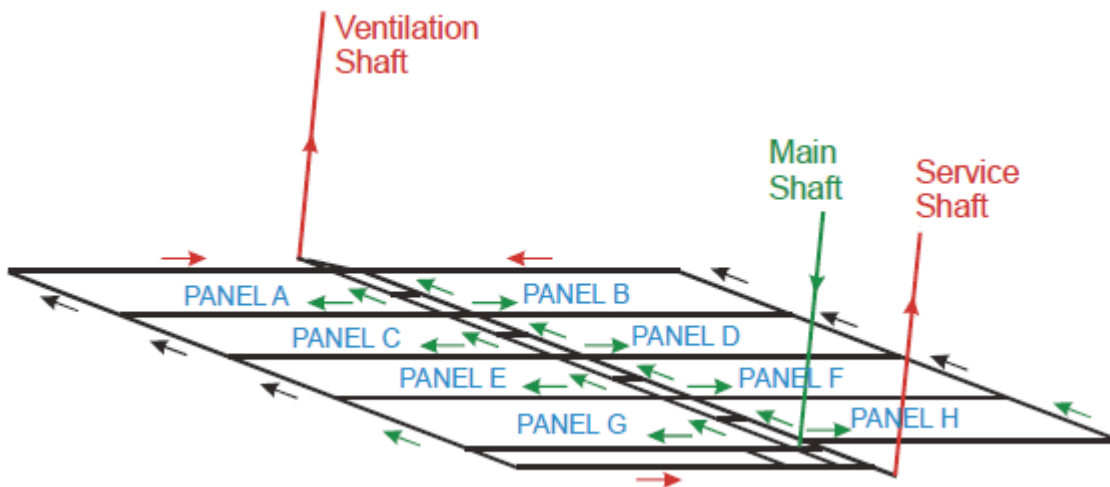 Ventilation
Shaft
Main
Shaft
Service
Shaft
PANEL A
PANEL B
PANEL C
PANEL D
PANEL E
PANEL F
PANEL G
PANEL H